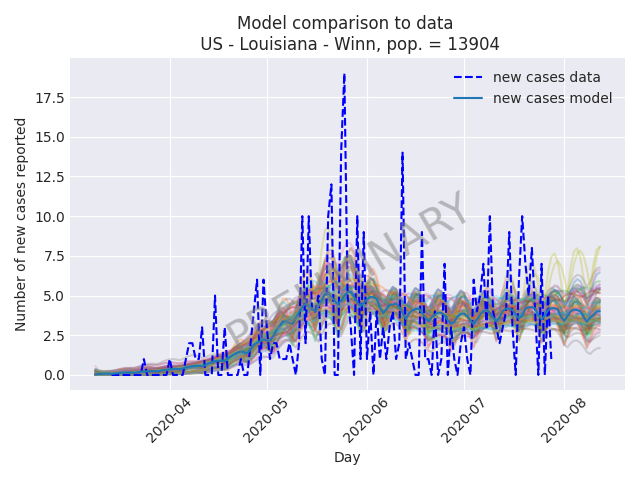 Model comparison to data
US - Louisiana - Winn, pop. = 13904
new cases data
new cases model
17.5
15.0
12.5
10.0
7.5
5.0
2.5
0.0
Number of new cases reported
PRELIMINARY
2020-04
2020-05
2020-06
2020-07
2020-08
Day